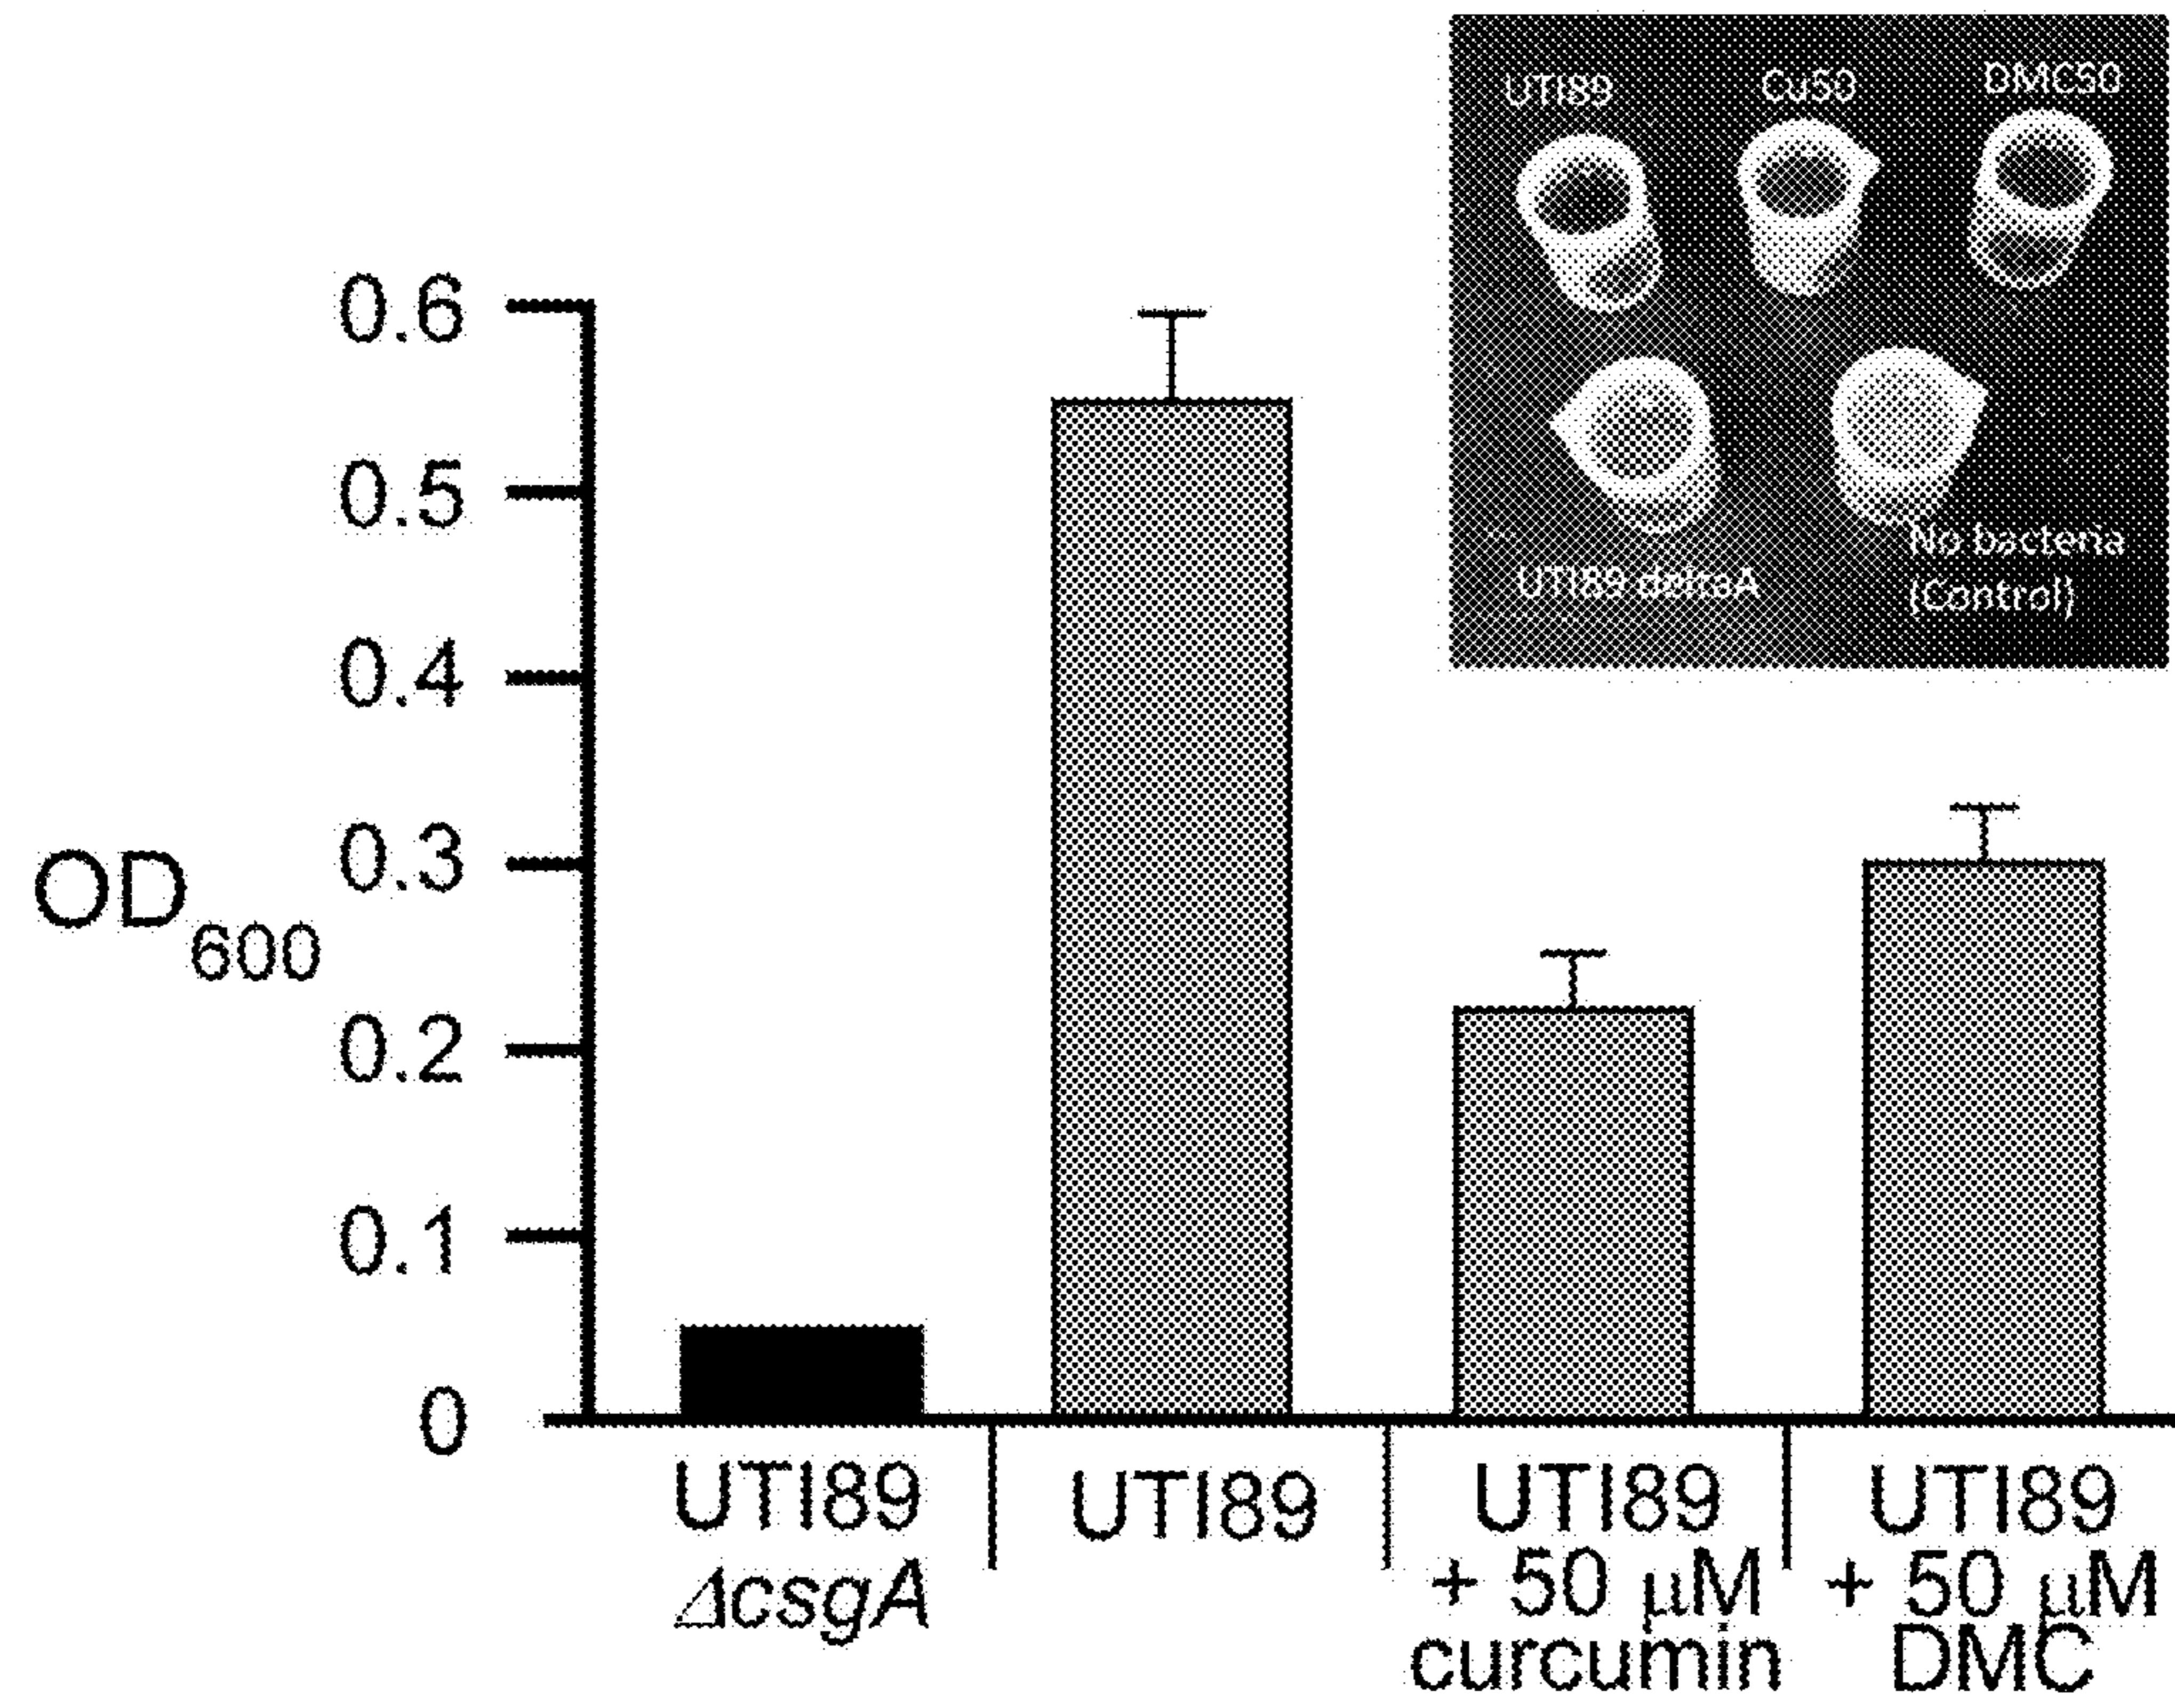 UTI89 Cu50 DMC50
UTI89 deltaA
No bacteria
(Control)
0.6
0.5
0.4
0.3
0.2
0.1
0
OD600
UTI89
ΔcsgA
UTI89
UTI89
+ 50 μM
curcumin
UTI89
+ 50 μM
DMC